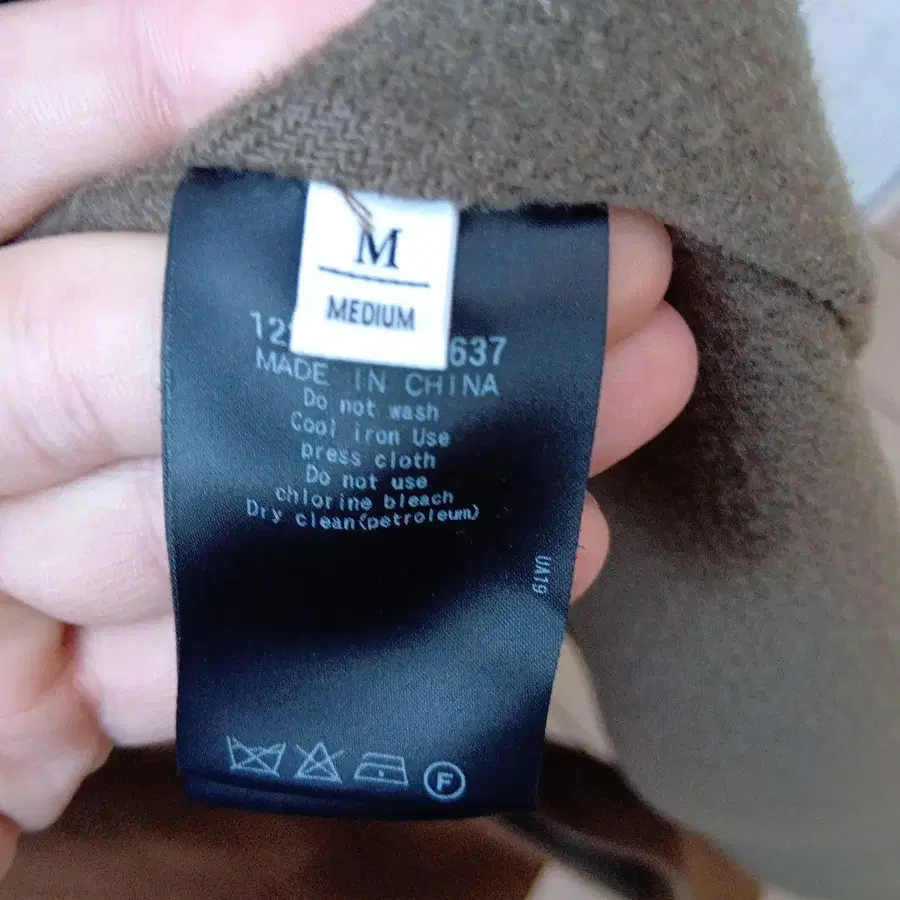 M
MEDIUM
637
MADE IN CHINA
Do not wash
Cool iron Use
press cloth
Do not use
chlorine bleach
Dry clean(petroleum)
UA19
F